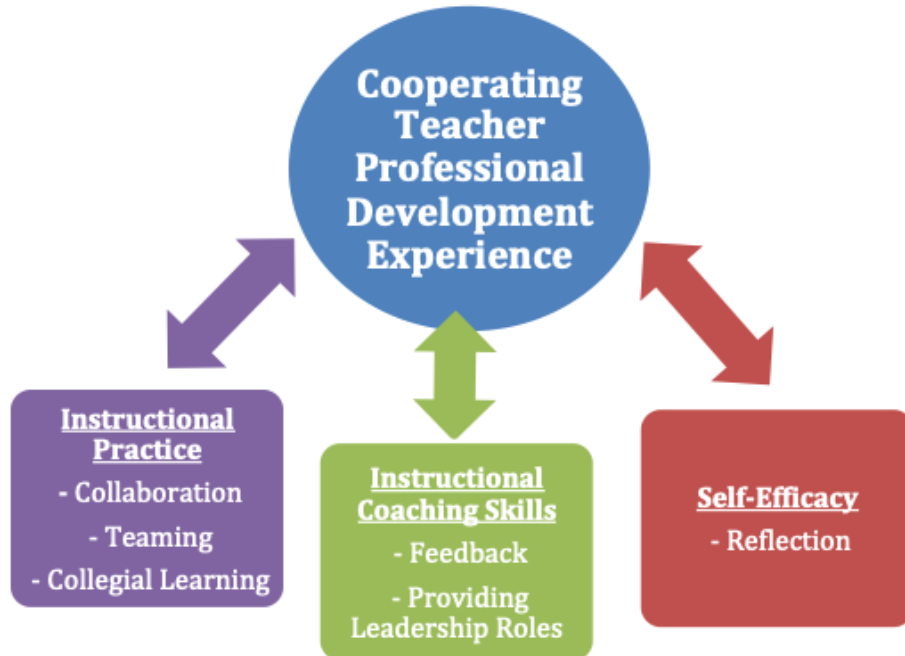 Cooperating
Teacher
Professional
Development
Experience
Instructional
Practice
- Collaboration
- Teaming
- Collegial Learning
Instructional
Coaching Skills
- Feedback
- Providing
Leadership Roles
Self-Efficacy
- Reflection